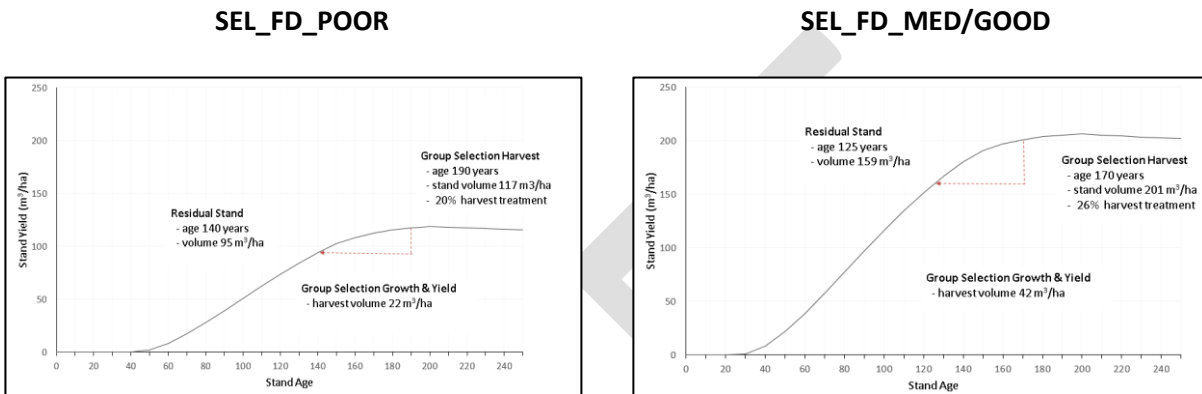 SEL_FD_POOR
250
200
150
100
50
0
Stand Yield (m³/ha)
0 20 40 60 80 100 120 140 160 180 200 220 240
Stand Age
Residual Stand
- age 140 years
- volume 95 m³/ha
Group Selection Harvest
- age 190 years
- stand volume 117 m3/ha
- 20% harvest treatment
Group Selection Growth & Yield
- harvest volume 22 m³/ha
SEL_FD_MED/GOOD
250
200
150
100
50
0
Stand Yield (m³/ha)
0 20 40 60 80 100 120 140 160 180 200 220 240
Stand Age
Residual Stand
- age 125 years
- volume 159 m³/ha
Group Selection Harvest
- age 170 years
- stand volume 201 m3/ha
- 26% harvest treatment
Group Selection Growth & Yield
- harvest volume 42 m³/ha